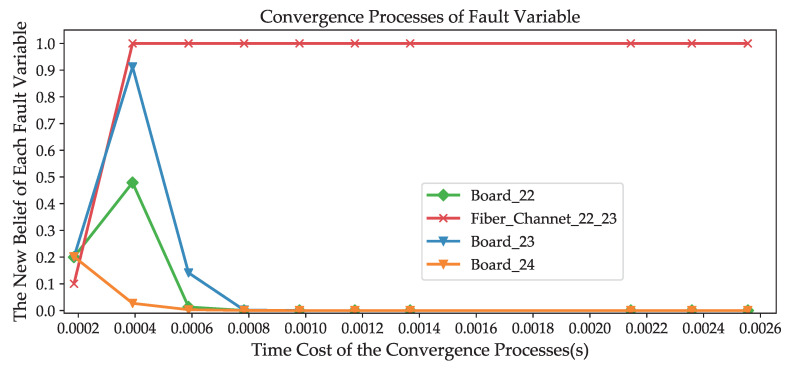 Convergence Processes of Fault Variable
The New Belief of Each Fault Variable
1.0
0.9
0.8
0.7
0.6
0.5
0.4
0.3
0.2
0.1
0.0
Board_22
Fiber_Channet_22_23
Board_23
Board_24
0.0002 0.0004 0.0006 0.0008 0.0010 0.0012 0.0014 0.0016 0.0018 0.0020 0.0022 0.0024 0.0026
Time Cost of the Convergence Processes(s)